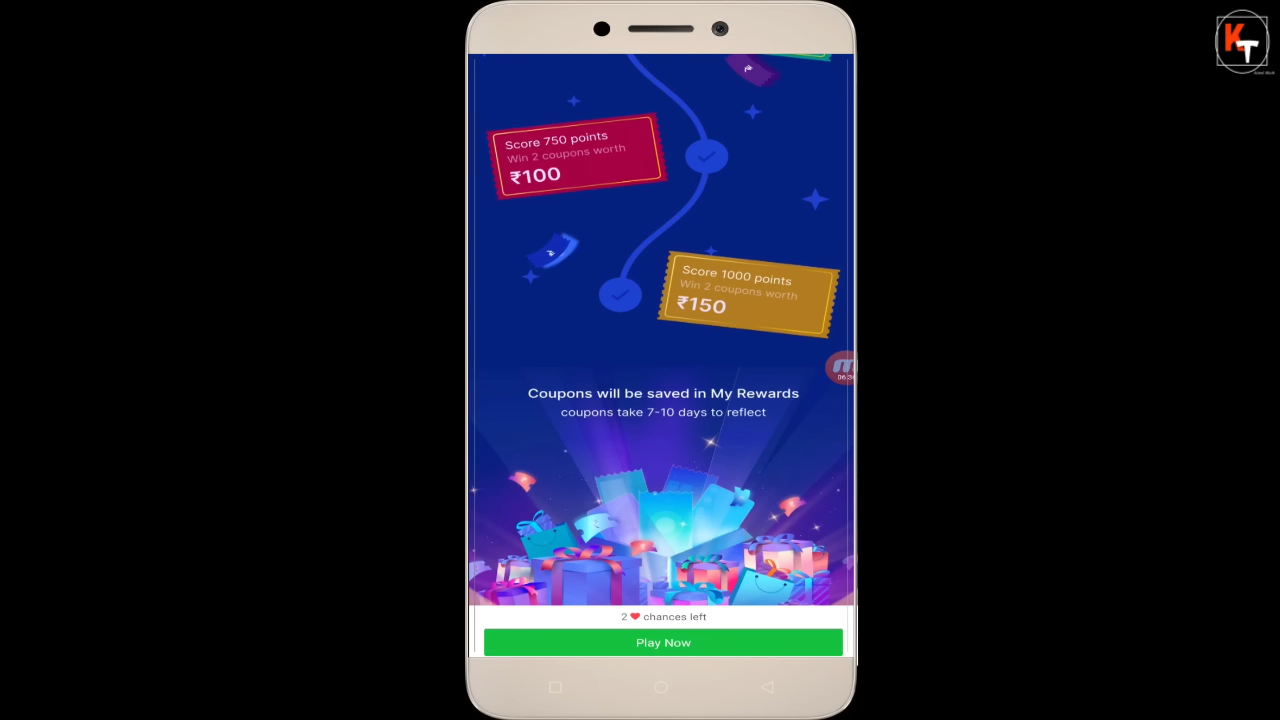 KT
Score 750 points
Win 2 coupons worth
₹100
Score 1000 points
Win 2 coupons worth
₹150
Coupons will be saved in My Rewards
coupons take 7-10 days to reflect
2 chances left
Play Now